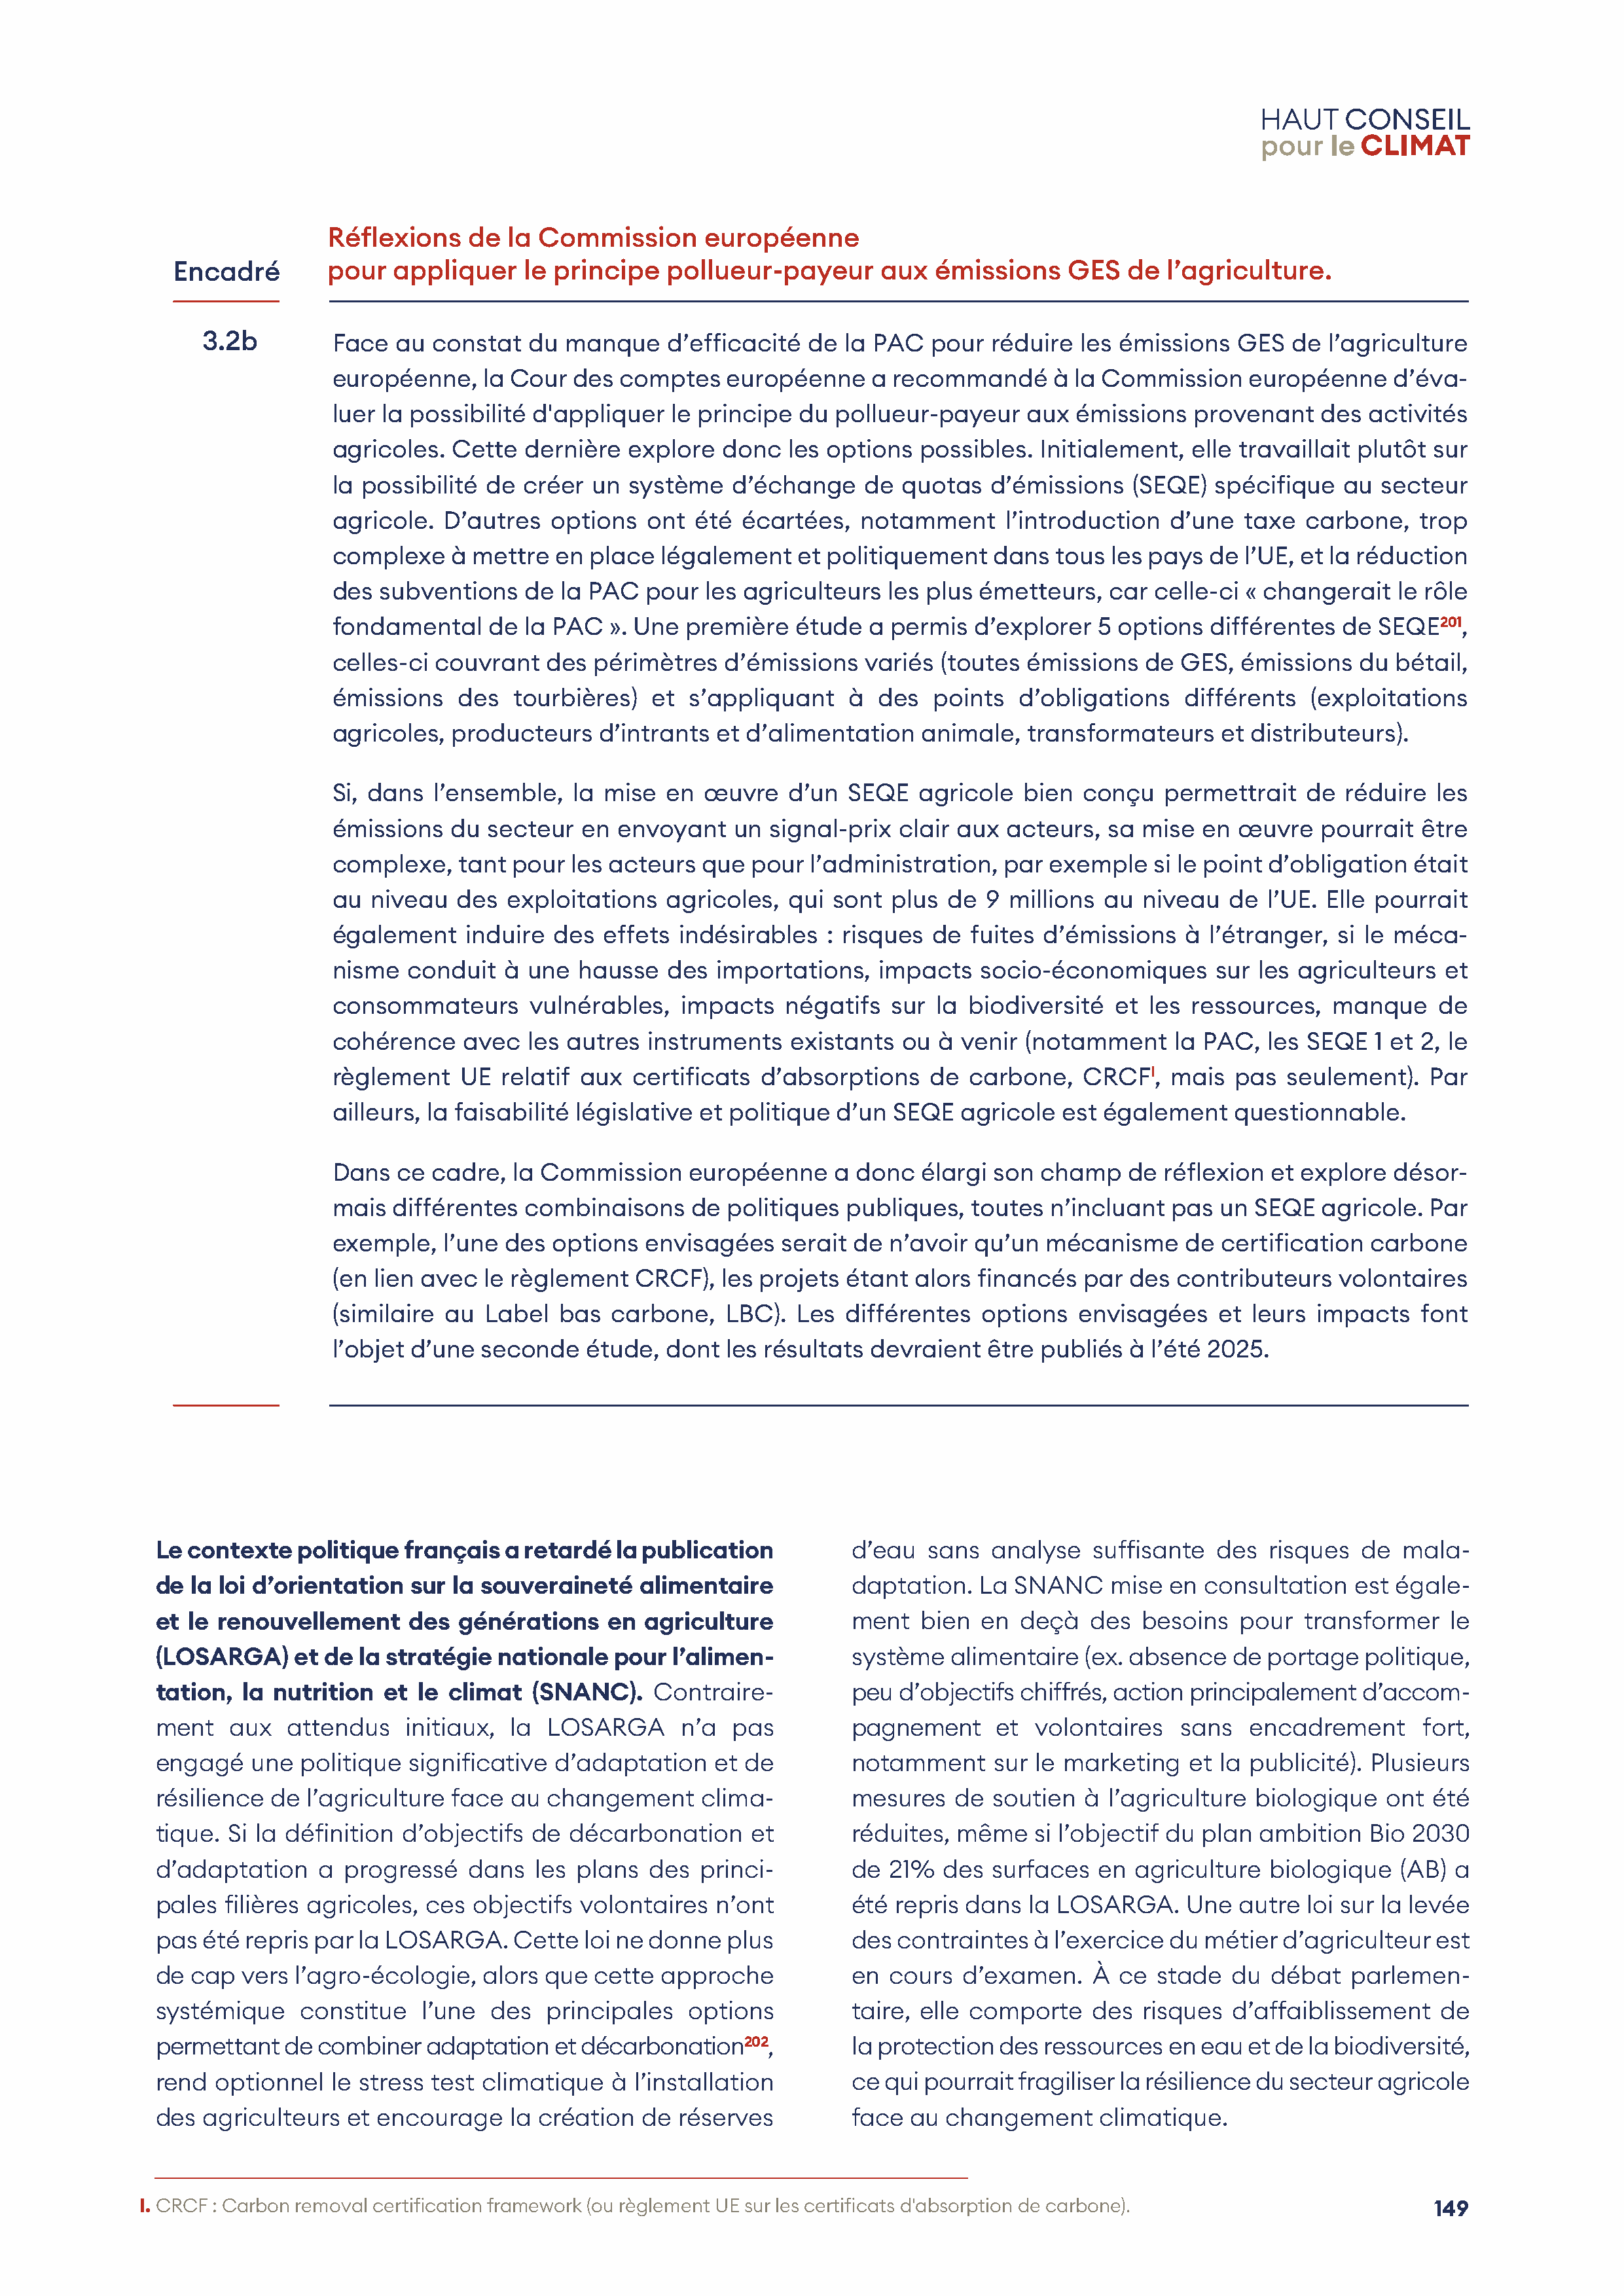 HAUT CONSEIL
pour le CLIMAT
Réflexions de la Commission européenne
Encadré pour appliquer le principe pollueur-payeur aux émissions GES de l’agriculture.
3.2b
Face au constat du manque d’efficacité de la PAC pour réduire les émissions GES de l’agriculture
européenne, la Cour des comptes européenne a recommandé à la Commission européenne d’éva-
luer la possibilité d'appliquer le principe du pollueur-payeur aux émissions provenant des activités
agricoles. Cette dernière explore donc les options possibles. Initialement, elle travaillait plutôt sur
la possibilité de créer un système d’échange de quotas d’émissions (SEQE) spécifique au secteur
agricole. D’autres options ont été écartées, notamment l’introduction d’une taxe carbone, trop
complexe à mettre en place légalement et politiquement dans tous les pays de l’UE, et la réduction
des subventions de la PAC pour les agriculteurs les plus émetteurs, car celle-ci « changerait le rôle
fondamental de la PAC ». Une première étude a permis d’explorer 5 options différentes de SEQE201,
celles-ci couvrant des périmètres d’émissions variés (toutes émissions de GES, émissions du bétail,
émissions des tourbières) et s’appliquant à des points d’obligations différents (exploitations
agricoles, producteurs d’intrants et d’alimentation animale, transformateurs et distributeurs).
Si, dans l’ensemble, la mise en œuvre d’un SEQE agricole bien conçu permettrait de réduire les
émissions du secteur en envoyant un signal-prix clair aux acteurs, sa mise en œuvre pourrait être
complexe, tant pour les acteurs que pour l’administration, par exemple si le point d’obligation était
au niveau des exploitations agricoles, qui sont plus de 9 millions au niveau de l’UE. Elle pourrait
également induire des effets indésirables : risques de fuites d’émissions à l’étranger, si le méca-
nisme conduit à une hausse des importations, impacts socio-économiques sur les agriculteurs et
consommateurs vulnérables, impacts négatifs sur la biodiversité et les ressources, manque de
cohérence avec les autres instruments existants ou à venir (notamment la PAC, les SEQE 1 et 2, le
règlement UE relatif aux certificats d’absorptions de carbone, CRCFI, mais pas seulement). Par
ailleurs, la faisabilité législative et politique d’un SEQE agricole est également questionnable.
Dans ce cadre, la Commission européenne a donc élargi son champ de réflexion et explore désor-
mais différentes combinaisons de politiques publiques, toutes n’incluant pas un SEQE agricole. Par
exemple, l’une des options envisagées serait de n’avoir qu’un mécanisme de certification carbone
(en lien avec le règlement CRCF), les projets étant alors financés par des contributeurs volontaires
(similaire au Label bas carbone, LBC). Les différentes options envisagées et leurs impacts font
l’objet d’une seconde étude, dont les résultats devraient être publiés à l’été 2025.
Le contexte politique français a retardé la publication
de la loi d’orientation sur la souveraineté alimentaire
et le renouvellement des générations en agriculture
(LOSARGA) et de la stratégie nationale pour l’alimen-
tation, la nutrition et le climat (SNANC). Contraire-
ment aux attendus initiaux, la LOSARGA n’a pas
engagé une politique significative d’adaptation et de
résilience de l’agriculture face au changement clima-
tique. Si la définition d’objectifs de décarbonation et
d’adaptation a progressé dans les plans des princi-
pales filières agricoles, ces objectifs volontaires n’ont
pas été repris par la LOSARGA. Cette loi ne donne plus
de cap vers l’agro-écologie, alors que cette approche
systémique constitue l’une des principales options
permettant de combiner adaptation et décarbonation202,
rend optionnel le stress test climatique à l’installation
des agriculteurs et encourage la création de réserves
d’eau sans analyse suffisante des risques de mala-
daptation. La SNANC mise en consultation est égale-
ment bien en deçà des besoins pour transformer le
système alimentaire (ex. absence de portage politique,
peu d’objectifs chiffrés, action principalement d’accom-
pagnement et volontaires sans encadrement fort,
notamment sur le marketing et la publicité). Plusieurs
mesures de soutien à l’agriculture biologique ont été
réduites, même si l’objectif du plan ambition Bio 2030
de 21% des surfaces en agriculture biologique (AB) a
été repris dans la LOSARGA. Une autre loi sur la levée
des contraintes à l’exercice du métier d’agriculteur est
en cours d’examen. À ce stade du débat parlemen-
taire, elle comporte des risques d’affaiblissement de
la protection des ressources en eau et de la biodiversité,
ce qui pourrait fragiliser la résilience du secteur agricole
face au changement climatique.
I. CRCF : Carbon removal certification framework (ou règlement UE sur les certificats d'absorption de carbone).
149